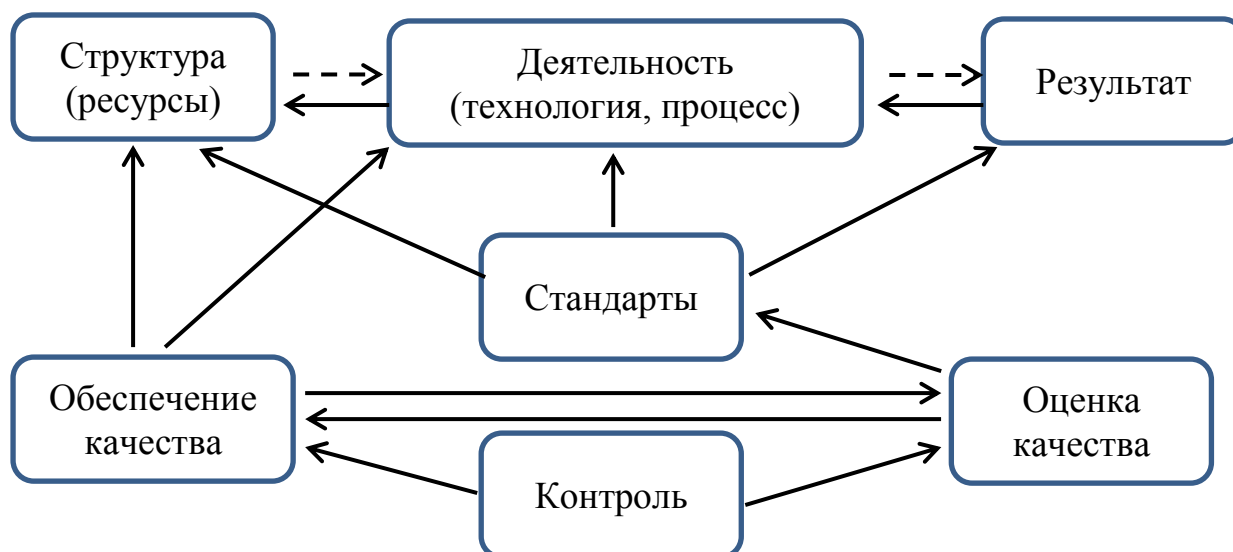 Структура
(ресурсы)
Деятельность
(технология, процесс)
Результат
Стандарты
Обеспечение
качества
Оценка
качества
Контроль